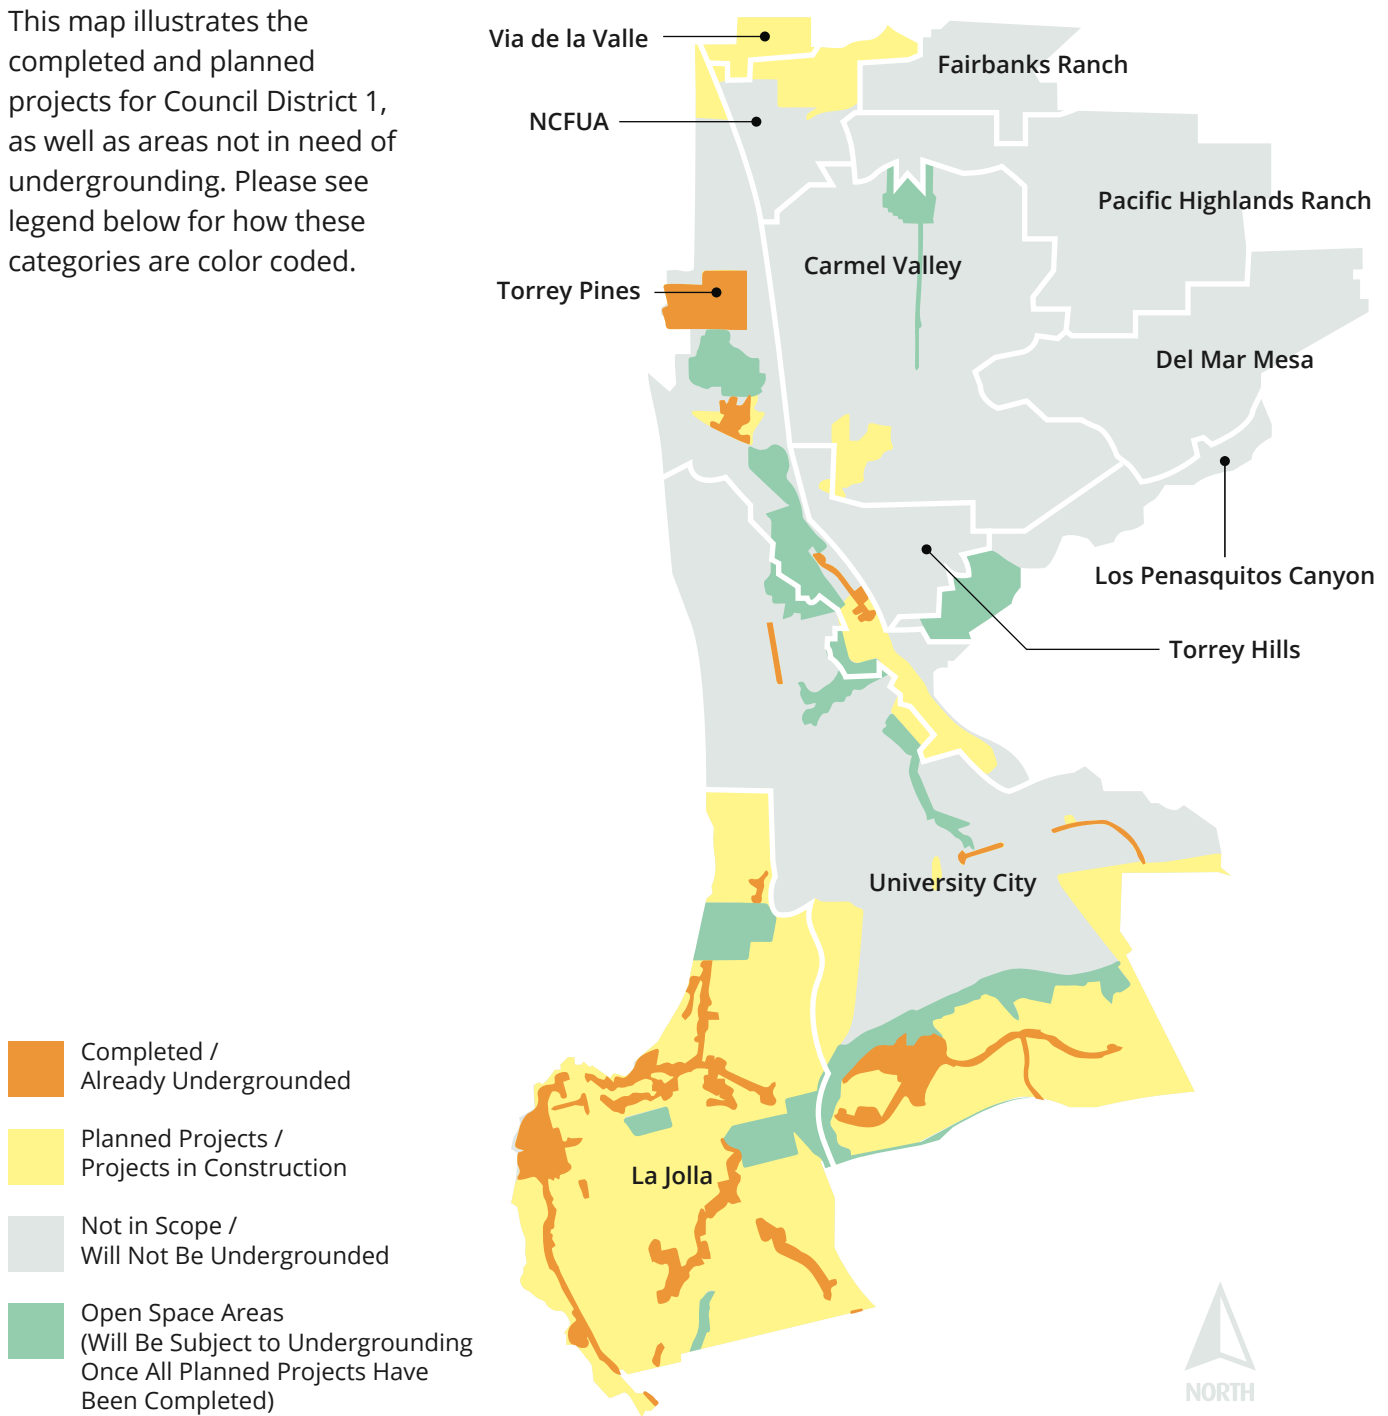 This map illustrates the
completed and planned
projects for Council District 1,
as well as areas not in need of
undergrounding. Please see
legend below for how these
categories are color coded.
Via de la Valle
Fairbanks Ranch
NCFUA
Pacific Highlands Ranch
Carmel Valley
Torrey Pines
Del Mar Mesa
Los Penasquitos Canyon
Torrey Hills
University City
La Jolla
Completed /
Already Undergrounded
Planned Projects /
Projects in Construction
Not in Scope /
Will Not Be Undergrounded
Open Space Areas
(Will Be Subject to Undergrounding
Once All Planned Projects Have
Been Completed)
NORTH